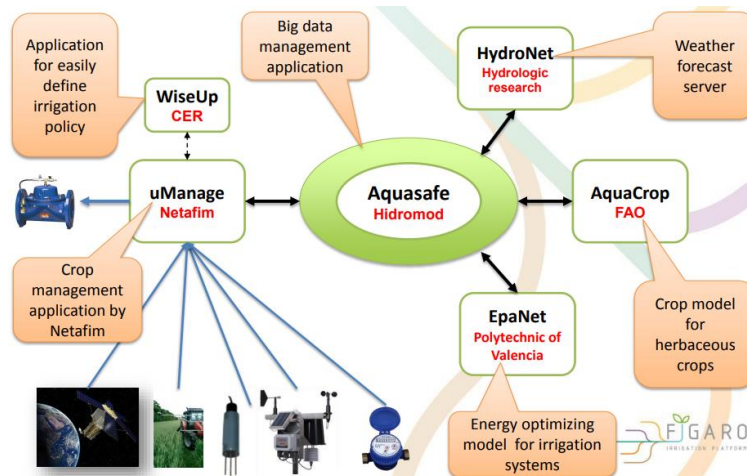 Application
for easily
define
irrigation
policy
WiseUp
CER
Big data
management
application
HydroNet
Hydrologic
research
Weather
forecast
server
uManage
Netafim
Aquasafe
Hidromod
AquaCrop
FAO
Crop
management
application by
Netafim
EpaNet
Polytechnic of
Valencia
Crop model
for
herbaceous
crops
Energy optimizing
model for irrigation
systems
FIGARO
IRRIGATION PLATFORM